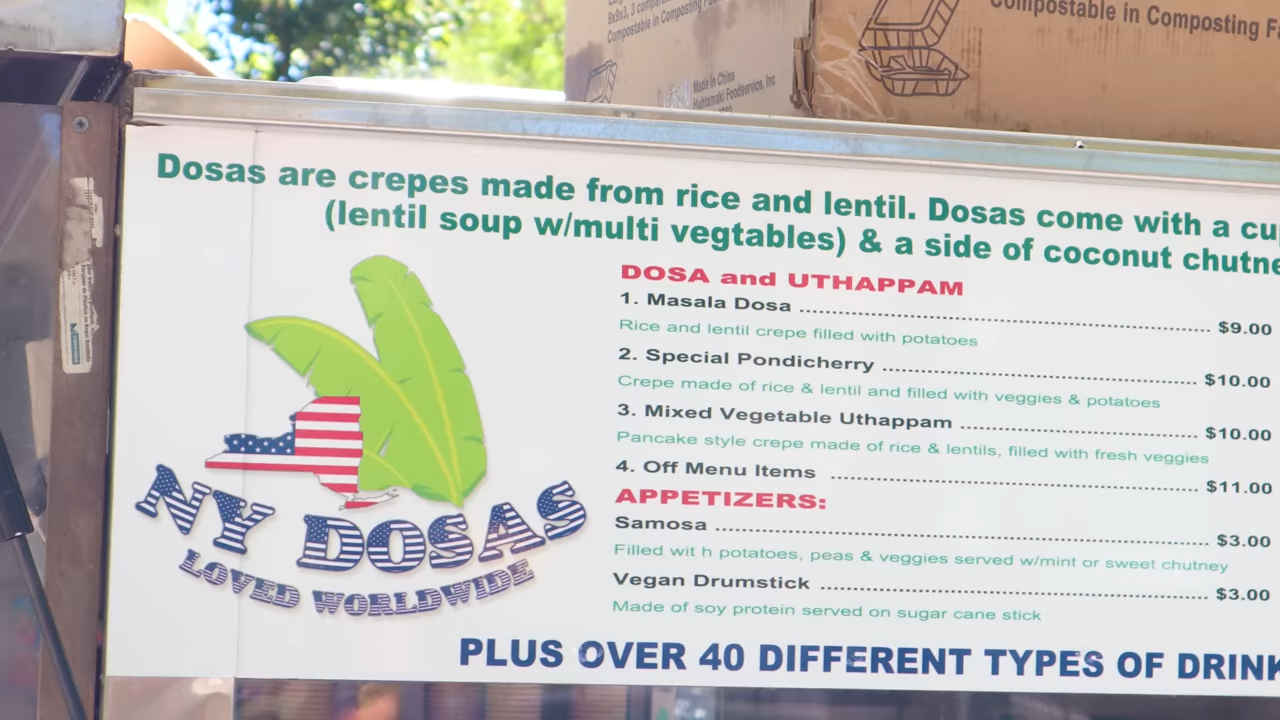 9x9x3, 3 compart
Compostable in Composting Fa
Made in China
Huhtamaki Foodservice, Inc
Compostable in Composting Fa
Dosas are crepes made from rice and lentil. Dosas come with a cu
(lentil soup w/multi vegtables) & a side of coconut chutne
DOSA and UTHAPPAM
1. Masala Dosa ........ $9.00
Rice and lentil crepe filled with potatoes
2. Special Pondicherry ........ $10.00
Crepe made of rice & lentil and filled with veggies & potatoes
3. Mixed Vegetable Uthappam ........ $10.00
Pancake style crepe made of rice & lentils, filled with fresh veggies
4. Off Menu Items ........ $11.00
APPETIZERS:
Samosa ........ $3.00
Filled wit h potatoes, peas & veggies served w/mint or sweet chutney
Vegan Drumstick ........ $3.00
Made of soy protein served on sugar cane stick
NY DOSAS
LOVED WORLDWIDE
PLUS OVER 40 DIFFERENT TYPES OF DRINK